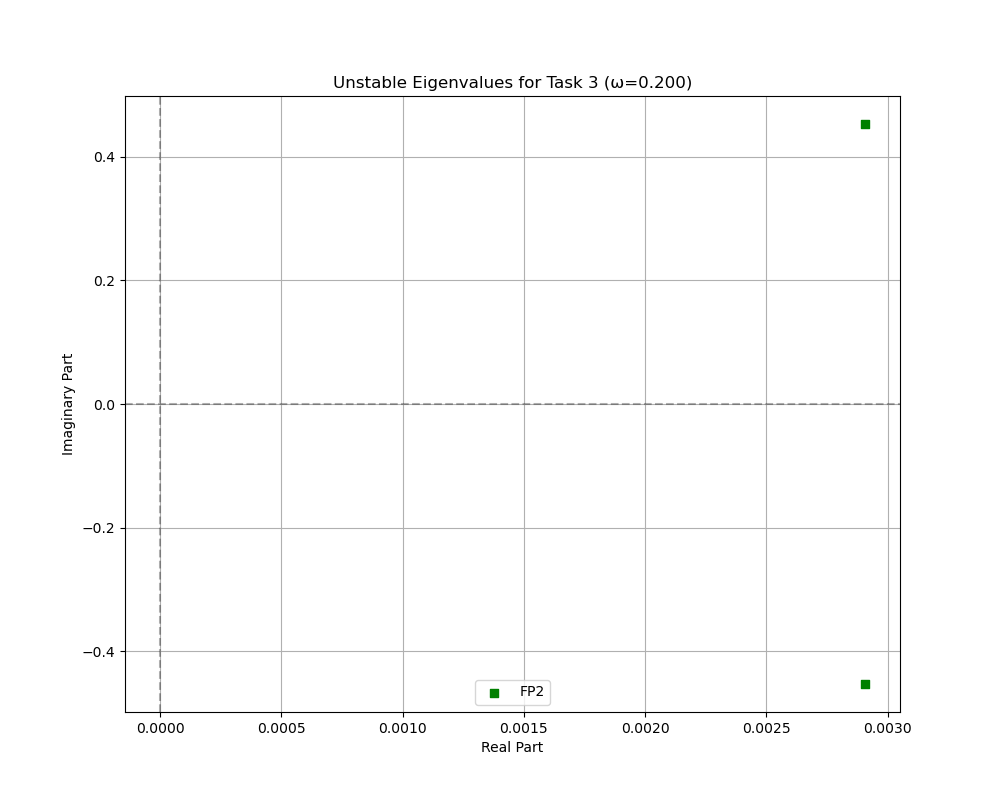 Unstable Eigenvalues for Task 3 (ω=0.200)
Imaginary Part
0.4
0.2
0.0
−0.2
−0.4
FP2
0.0000 0.0005 0.0010 0.0015 0.0020 0.0025 0.0030
Real Part